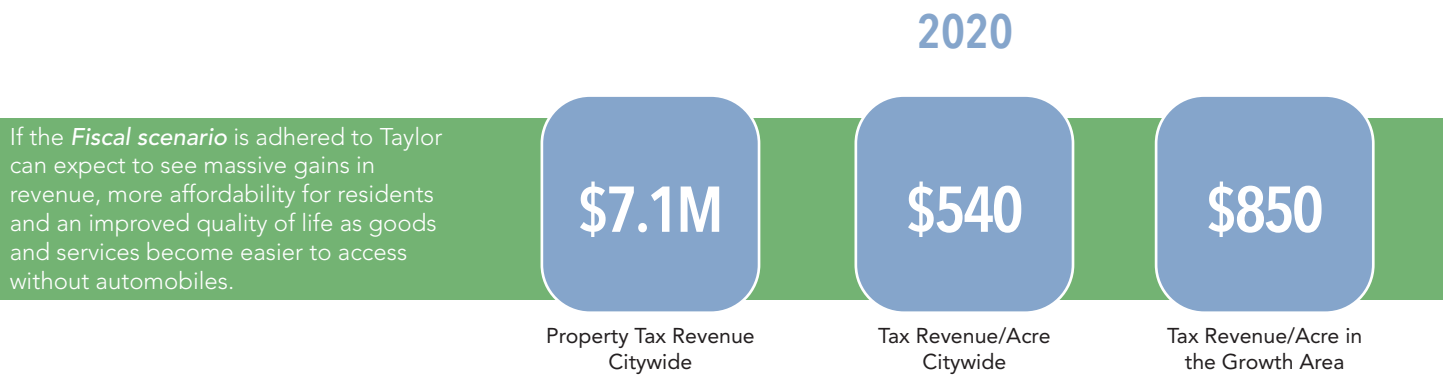 2020
If the Fiscal scenario is adhered to Taylor
can expect to see massive gains in
revenue, more affordability for residents
and an improved quality of life as goods
and services become easier to access
without automobiles.
$7.1M
$540
$850
Property Tax Revenue
Citywide
Tax Revenue/Acre
Citywide
Tax Revenue/Acre in
the Growth Area